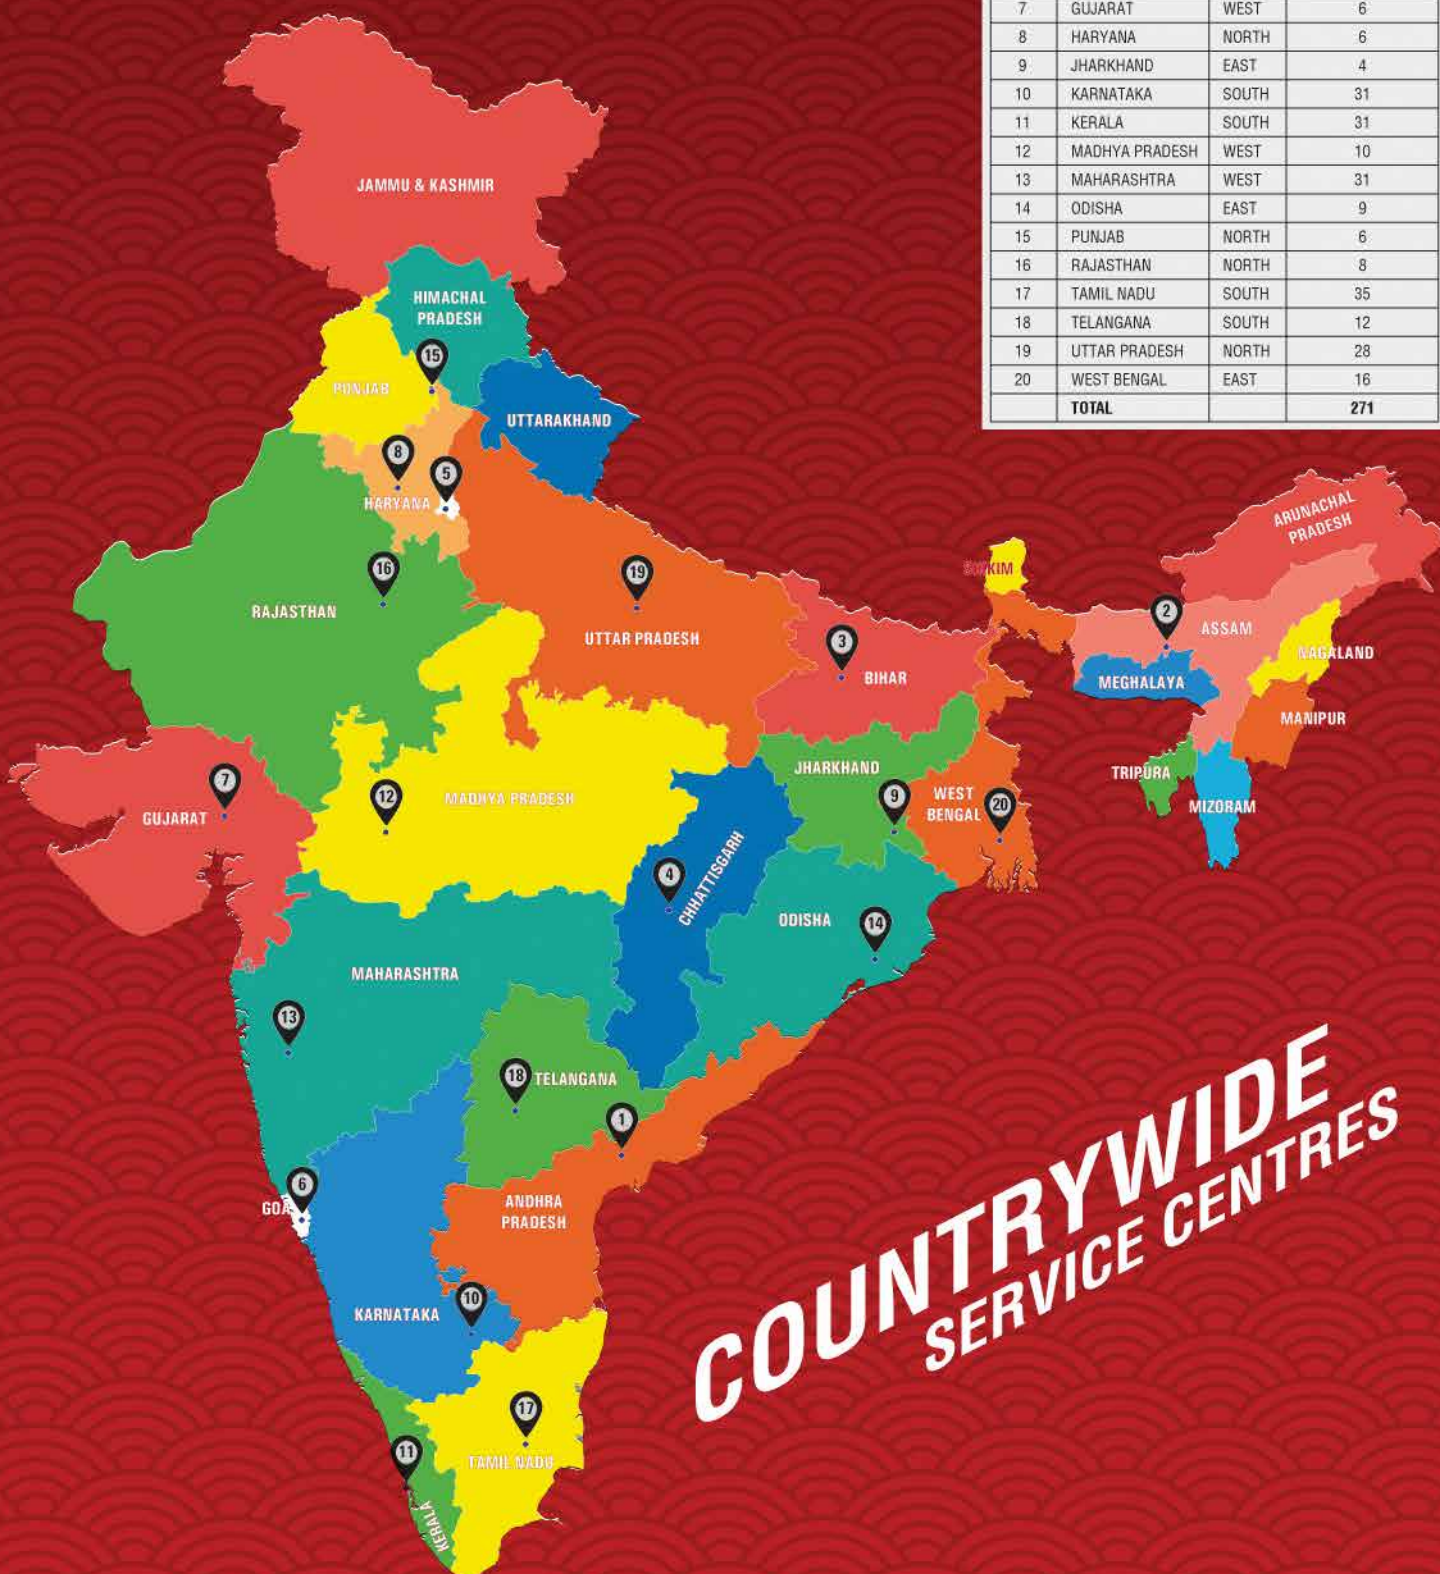 7 GUJARAT WEST 6
8 HARYANA NORTH 6
9 JHARKHAND EAST 4
10 KARNATAKA SOUTH 31
11 KERALA SOUTH 31
12 MADHYA PRADESH WEST 10
13 MAHARASHTRA WEST 31
14 ODISHA EAST 9
15 PUNJAB NORTH 6
16 RAJASTHAN NORTH 8
17 TAMIL NADU SOUTH 35
18 TELANGANA SOUTH 12
19 UTTAR PRADESH NORTH 28
20 WEST BENGAL EAST 16
TOTAL 271
JAMMU & KASHMIR
HIMACHAL
PRADESH
15
PUNJAB
UTTARAKHAND
8
5
HARYANA
ARUNACHAL
PRADESH
16
19
SIKKIM
RAJASTHAN
UTTAR PRADESH
2
ASSAM
3
BIHAR
NAGALAND
MEGHALAYA
MANIPUR
7
GUJARAT
12
MADHYA PRADESH
JHARKHAND
9
WEST
BENGAL
20
TRIPURA
MIZORAM
4
CHHATTISGARH
ODISHA
14
MAHARASHTRA
13
18
TELANGANA
1
6
GOA
ANDHRA
PRADESH
KARNATAKA
10
17
TAMIL NADU
11
KERALA
COUNTRYWIDE
SERVICE CENTRES